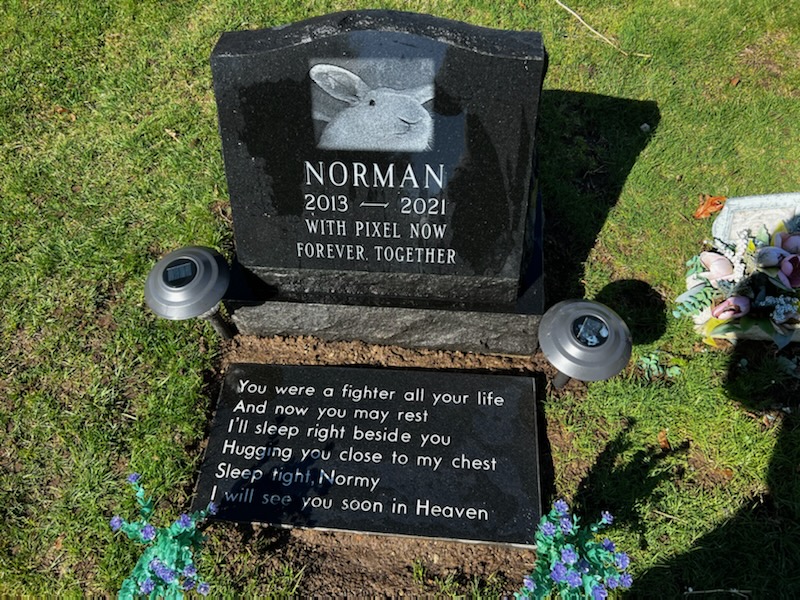 NORMAN
2013 — 2021
WITH PIXEL NOW
FOREVER, TOGETHER
You were a fighter all your life
And now you may rest
I'll sleep right beside you
Hugging you close to my chest
Sleep tight, Normy
I will see you soon in Heaven